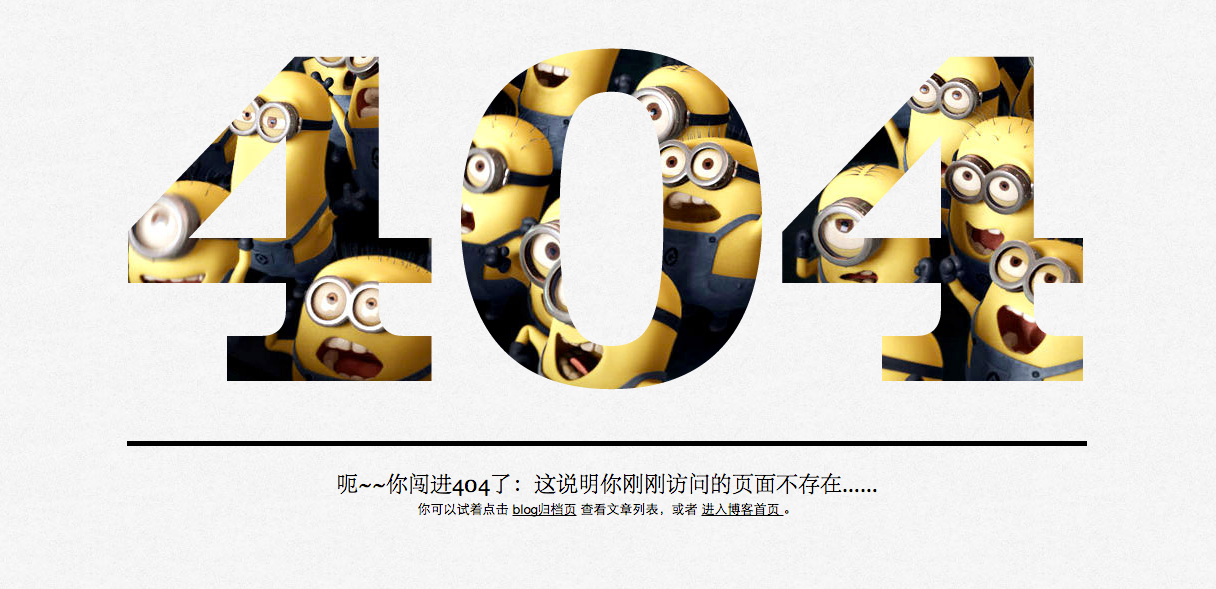 404
呃~~你闯进404了：这说明你刚刚访问的页面不存在……
你可以试着点击 blog归档页 查看文章列表，或者 进入博客首页 。